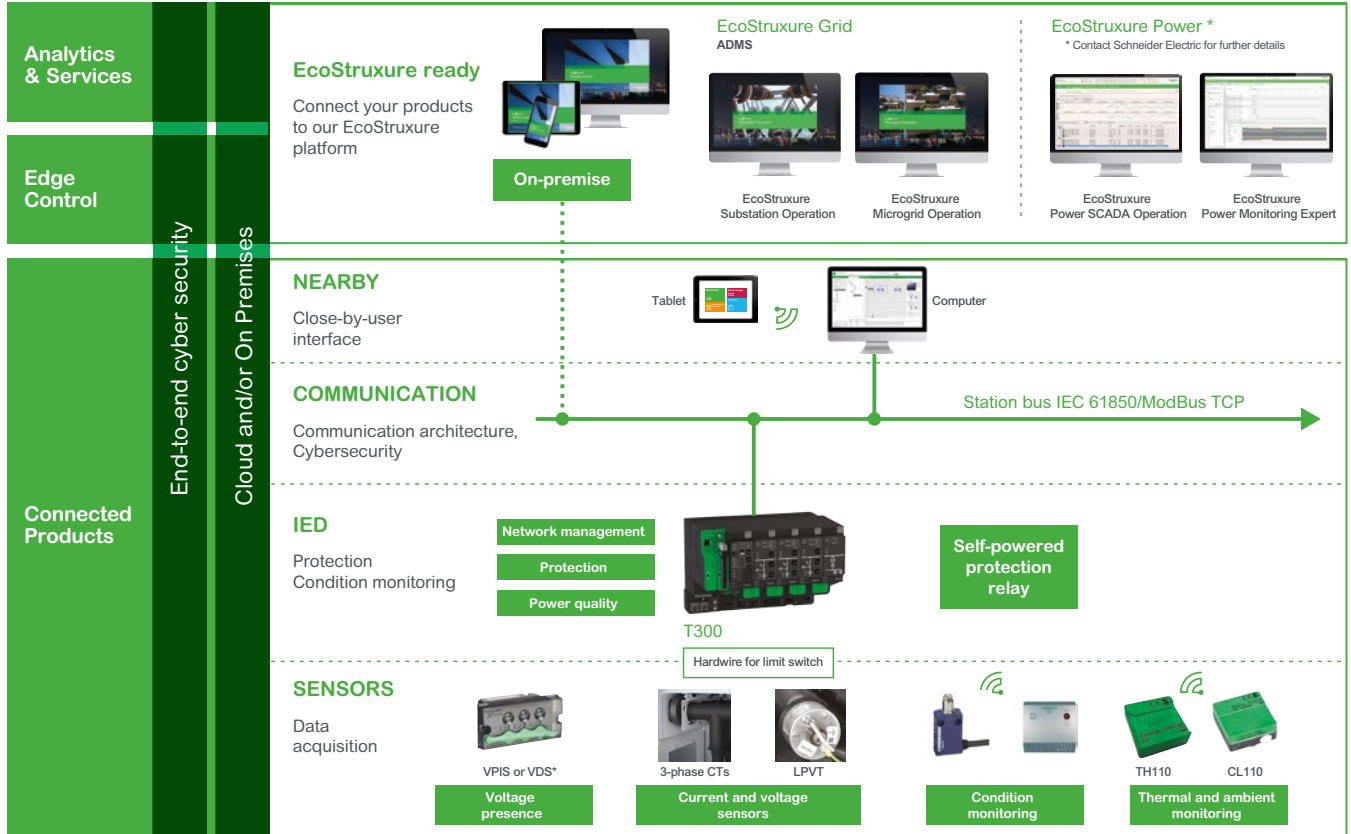 Analytics
& Services
Edge
Control
Connected
Products
End-to-end cyber security
Cloud and/or On Premises
EcoStruxure ready
Connect your products
to our EcoStruxure
platform
On-premise
EcoStruxure Grid
ADMS
EcoStruxure
Substation Operation
EcoStruxure
Microgrid Operation
EcoStruxure Power *
* Contact Schneider Electric for further details
EcoStruxure
Power SCADA Operation
EcoStruxure
Power Monitoring Expert
NEARBY
Close-by-user
interface
Tablet
Computer
COMMUNICATION
Communication architecture,
Cybersecurity
Station bus IEC 61850/ModBus TCP
IED
Protection
Condition monitoring
Network management
Protection
Power quality
T300
Self-powered
protection
relay
Hardwire for limit switch
SENSORS
Data
acquisition
VPIS or VDS*
Voltage
presence
3-phase CTs
LPVT
Current and voltage
sensors
Condition
monitoring
TH110
CL110
Thermal and ambient
monitoring